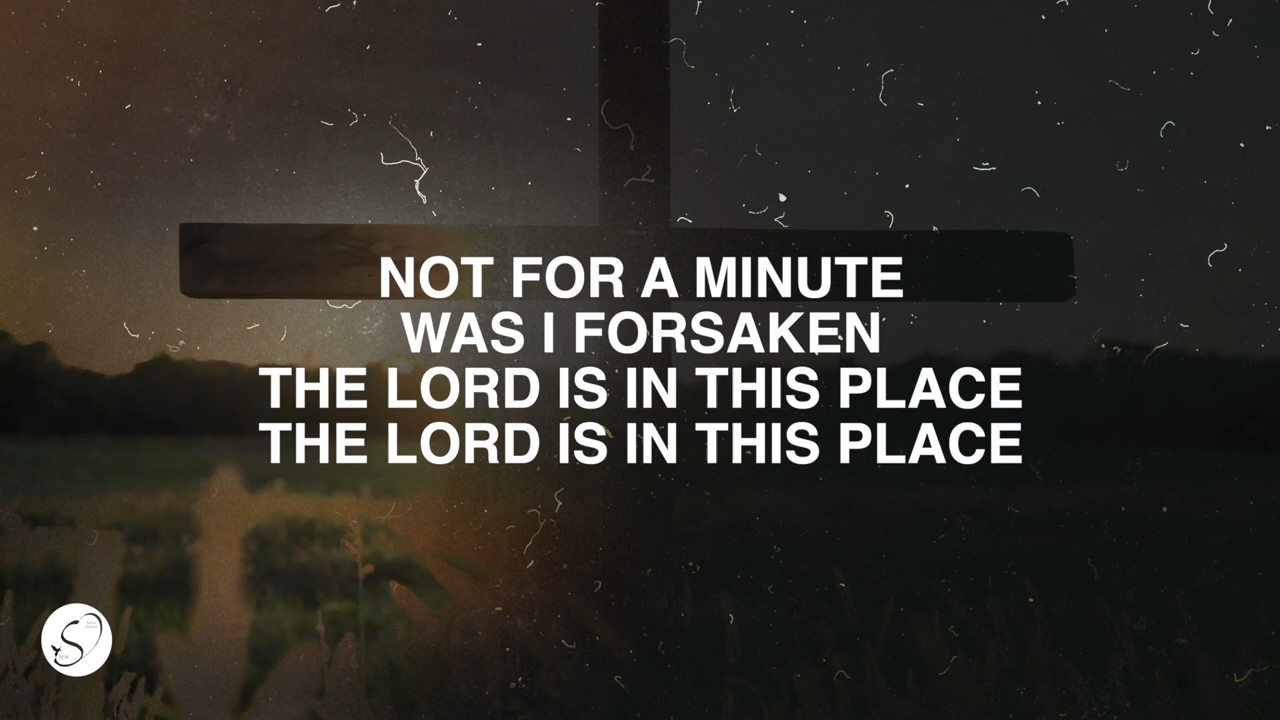 NOT FOR A MINUTE
WAS I FORSAKEN
THE LORD IS IN THIS PLACE
THE LORD IS IN THIS PLACE
S